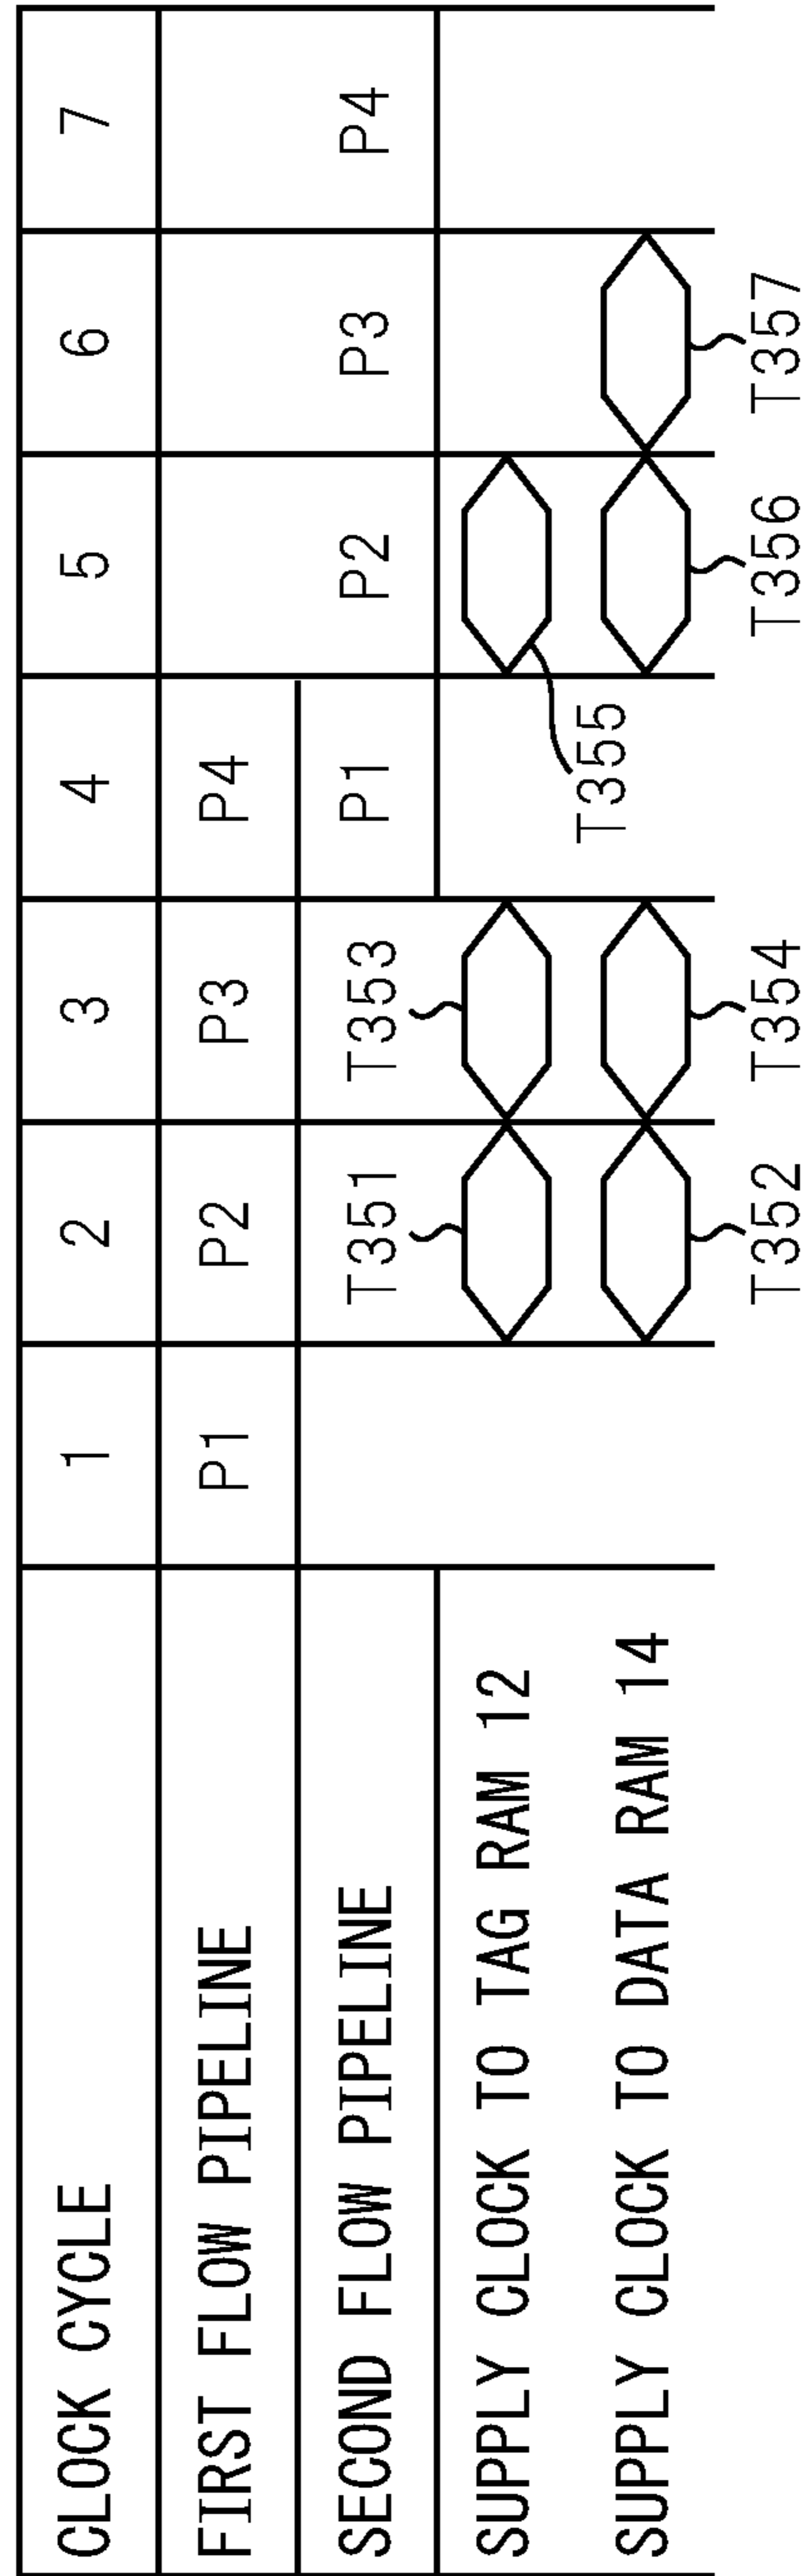 CLOCK CYCLE 1 2 3 4 5 6 7
FIRST FLOW PIPELINE P1 P2 P3 P4
SECOND FLOW PIPELINE T351 T353 P1 P2 P3 P4
SUPPLY CLOCK TO TAG RAM 12
T355
SUPPLY CLOCK TO DATA RAM 14
T352 T354 T356 T357